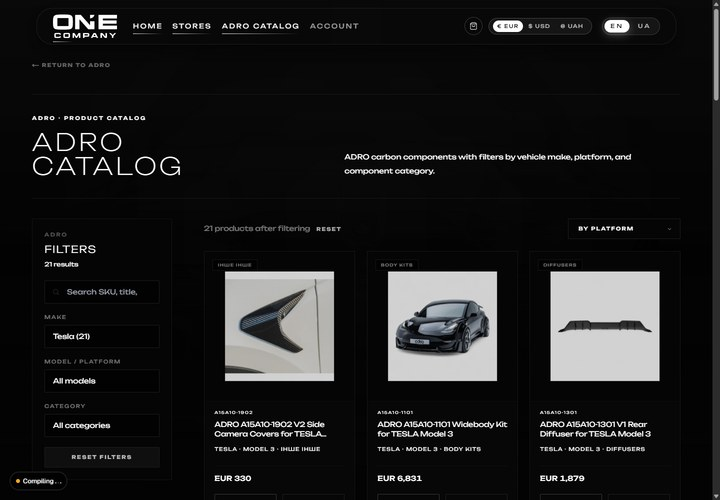 ONE
COMPANY
HOME STORES ADRO CATALOG ACCOUNT
€ EUR $ USD ₴ UAH
EN UA
← RETURN TO ADRO
ADRO · PRODUCT CATALOG
ADRO
CATALOG
ADRO carbon components with filters by vehicle make, platform, and
component category.
ADRO
FILTERS
21 results
Search SKU, title,
MAKE
Tesla (21)
MODEL / PLATFORM
All models
CATEGORY
All categories
RESET FILTERS
21 products after filtering RESET
BY PLATFORM
ІНШЕ ІНШЕ
A15A10-1902
ADRO A15A10-1902 V2 Side
Camera Covers for TESLA...
TESLA · MODEL 3 · ІНШЕ ІНШЕ
EUR 330
BODY KITS
A15A10-1101
ADRO A15A10-1101 Widebody Kit
for TESLA Model 3
TESLA · MODEL 3 · BODY KITS
EUR 6,831
DIFFUSERS
A15A10-1301
ADRO A15A10-1301 V1 Rear
Diffuser for TESLA Model 3
TESLA · MODEL 3 · DIFFUSERS
EUR 1,879
Compiling...